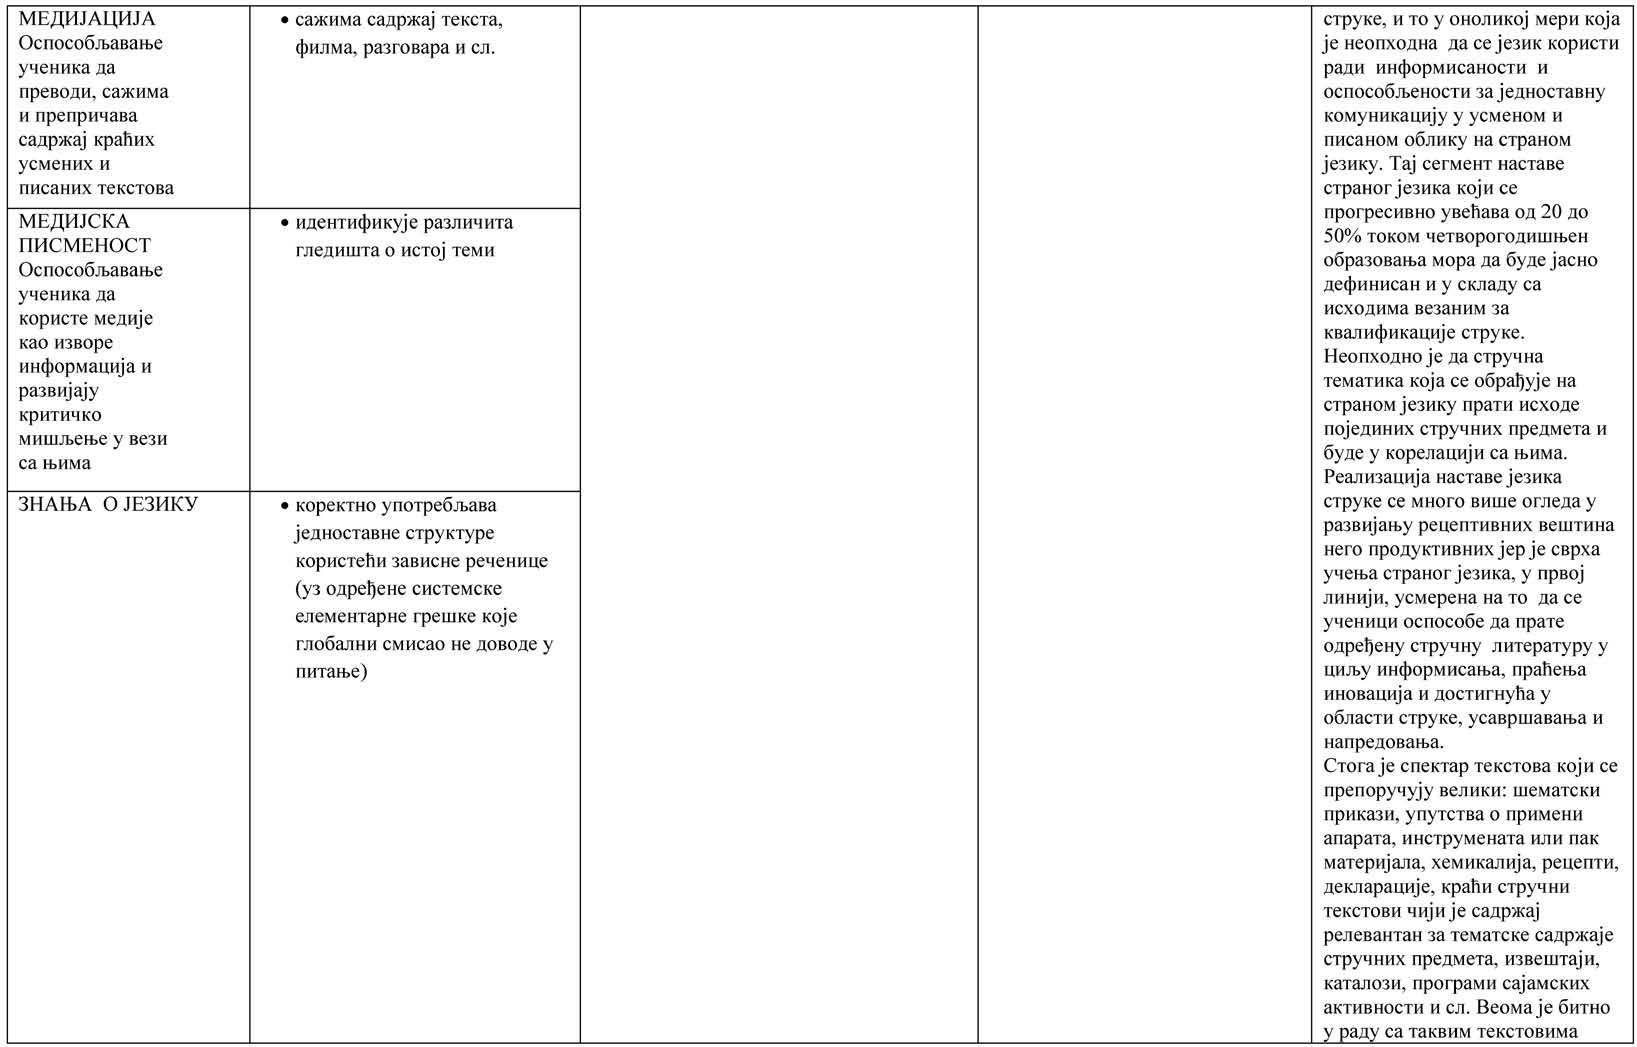 МЕДИЈАЦИЈА
Оспособљавање
ученика да
преводи, сажима
и препричава
садржај краћих
усмених и
писаних текстова
• сажима садржај текста,
филма, разговара и сл.
МЕДИЈСКА
ПИСМЕНОСТ
Оспособљавање
ученика да
користе медије
као изворе
информација и
развијају
критичко
мишљење у вези
са њима
• идентификује различита
гледишта о истој теми
ЗНАЊА О ЈЕЗИКУ
• коректно употребљава
једноставне структуре
користећи зависне реченице
(уз одређене системске
елементарне грешке које
глобални смисао не доводе у
питање)
струке, и то у оноликој мери која
је неопходна да се језик користи
ради информисаности и
оспособљености за једноставну
комуникацију у усменом и
писаном облику на страном
језику. Тај сегмент наставе
страног језика који се
прогресивно увећава од 20 до
50% током четворогодишњен
образовања мора да буде јасно
дефинисан и у складу са
исходима везаним за
квалификације струке.
Неопходно је да стручна
тематика која се обрађује на
страном језику прати исходе
појединих стручних предмета и
буде у корелацији са њима.
Реализација наставе језика
струке се много више огледа у
развијању рецептивних вештина
него продуктивних јер је сврха
учења страног језика, у првој
линији, усмерена на то да се
ученици оспособе да прате
одређену стручну литературу у
циљу информисања, праћења
иновација и достигнућа у
области струке, усавршавања и
напредовања.
Стога је спектар текстова који се
препоручују велики: шематски
прикази, упутства о примени
апарата, инструмената или пак
материјала, хемикалија, рецепти,
декларације, краћи стручни
текстови чији је садржај
релевантан за тематске садржаје
стручних предмета, извештаји,
каталози, програми сајамских
активности и сл. Веома је битно
у раду са таквим текстовима